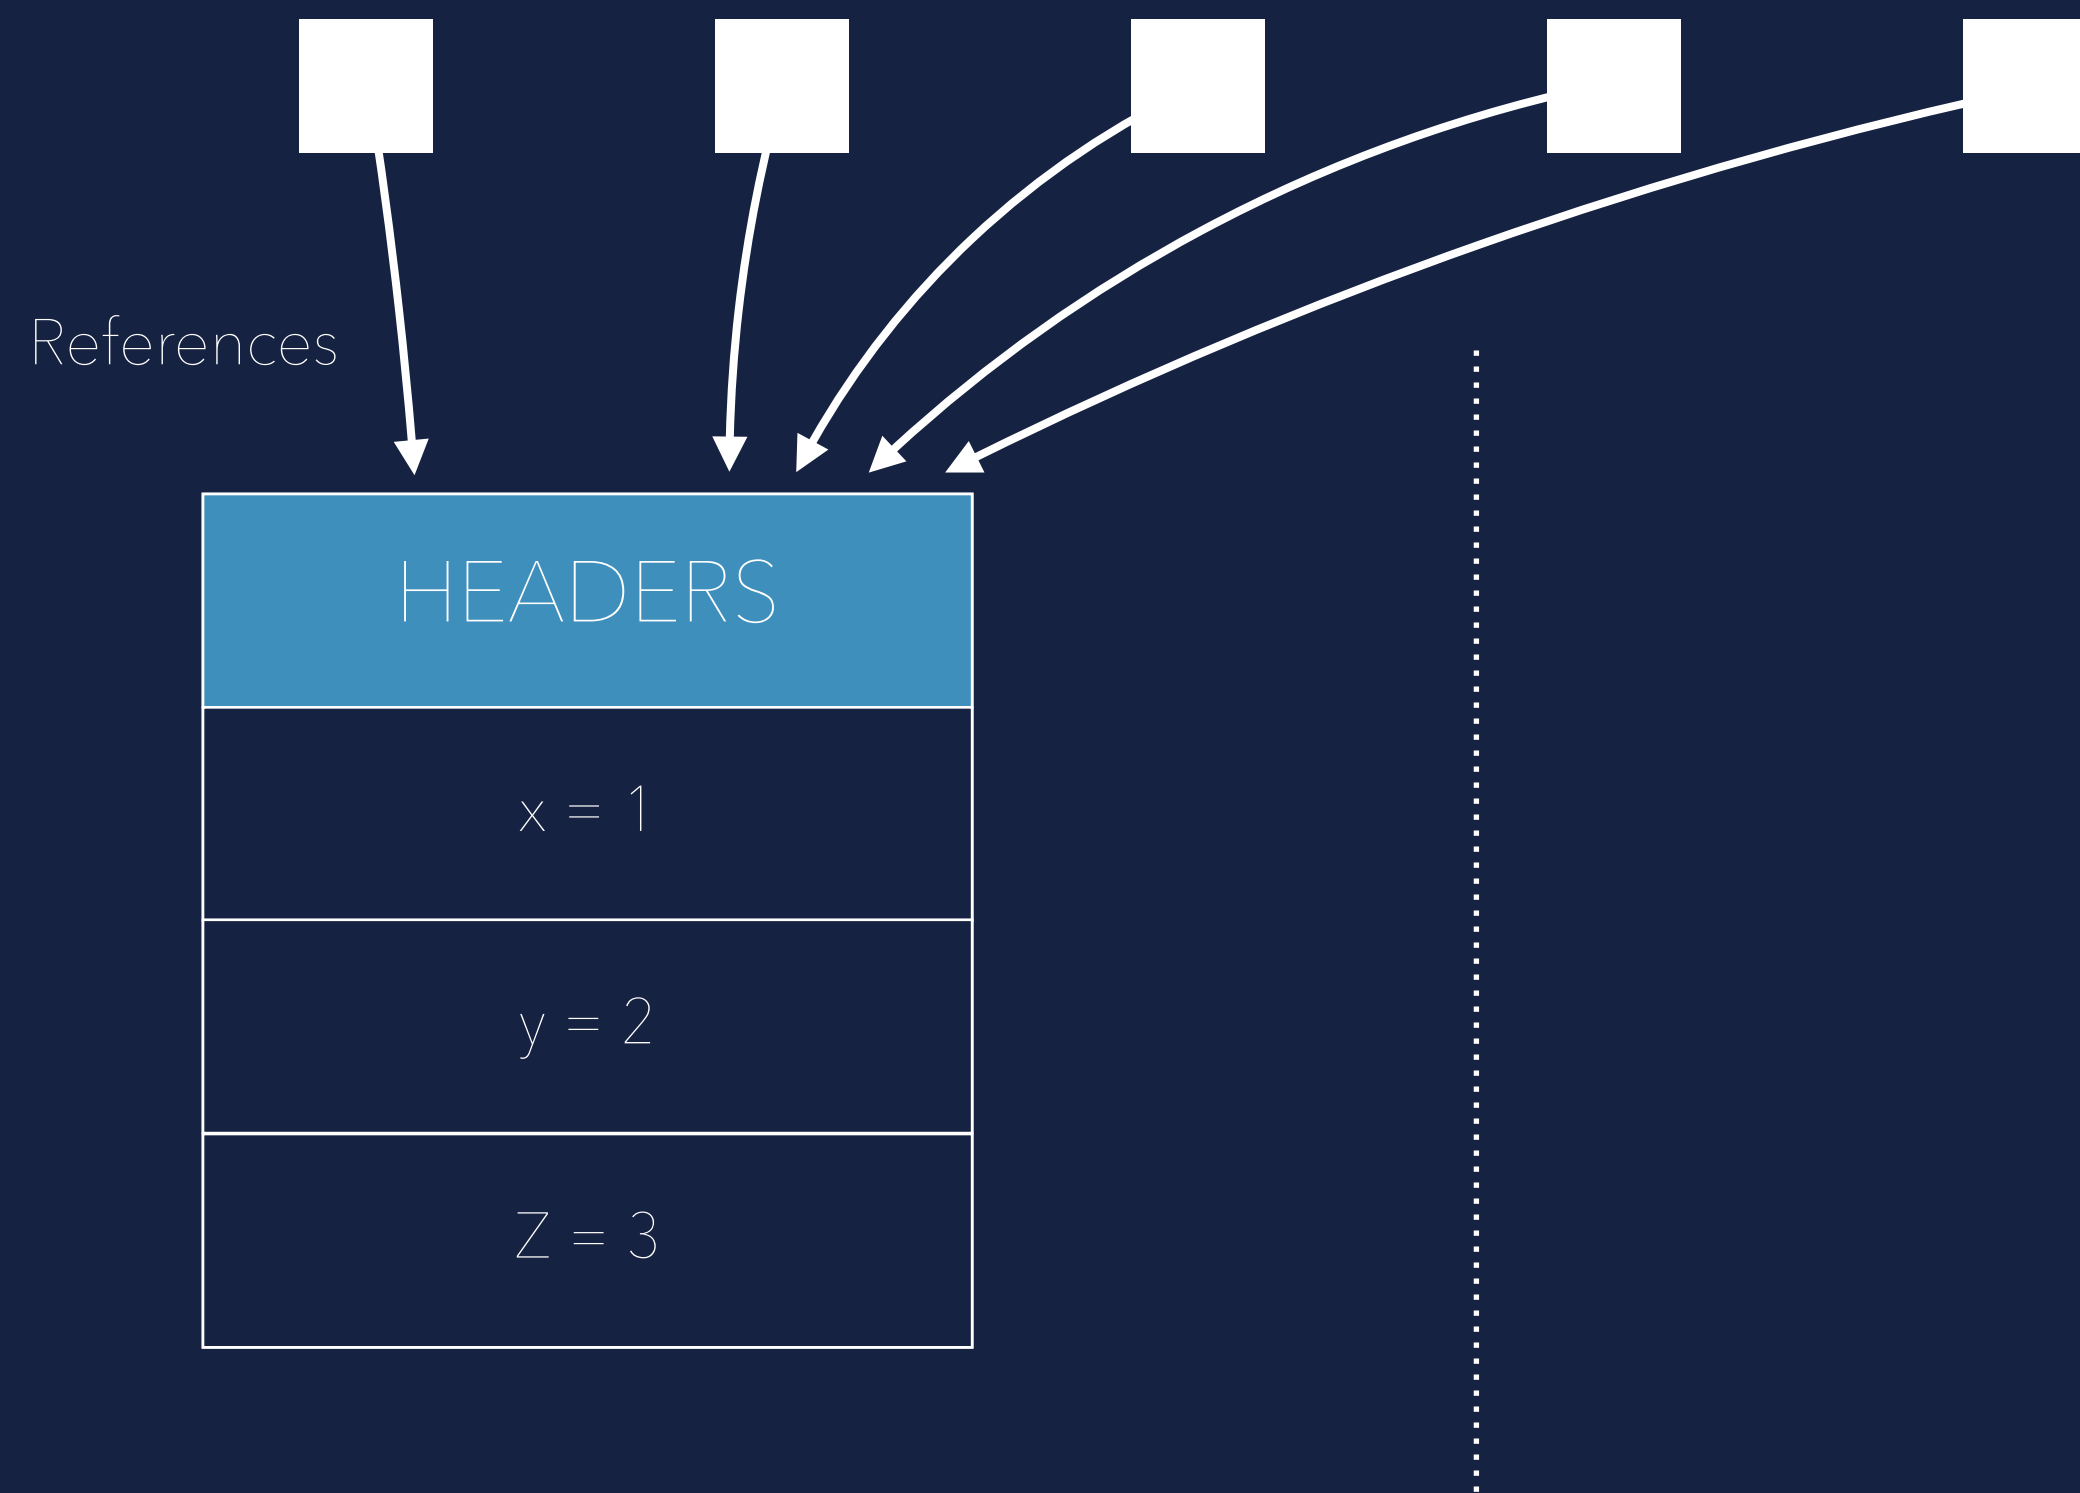 References
HEADERS
x = 1
y = 2
Z = 3